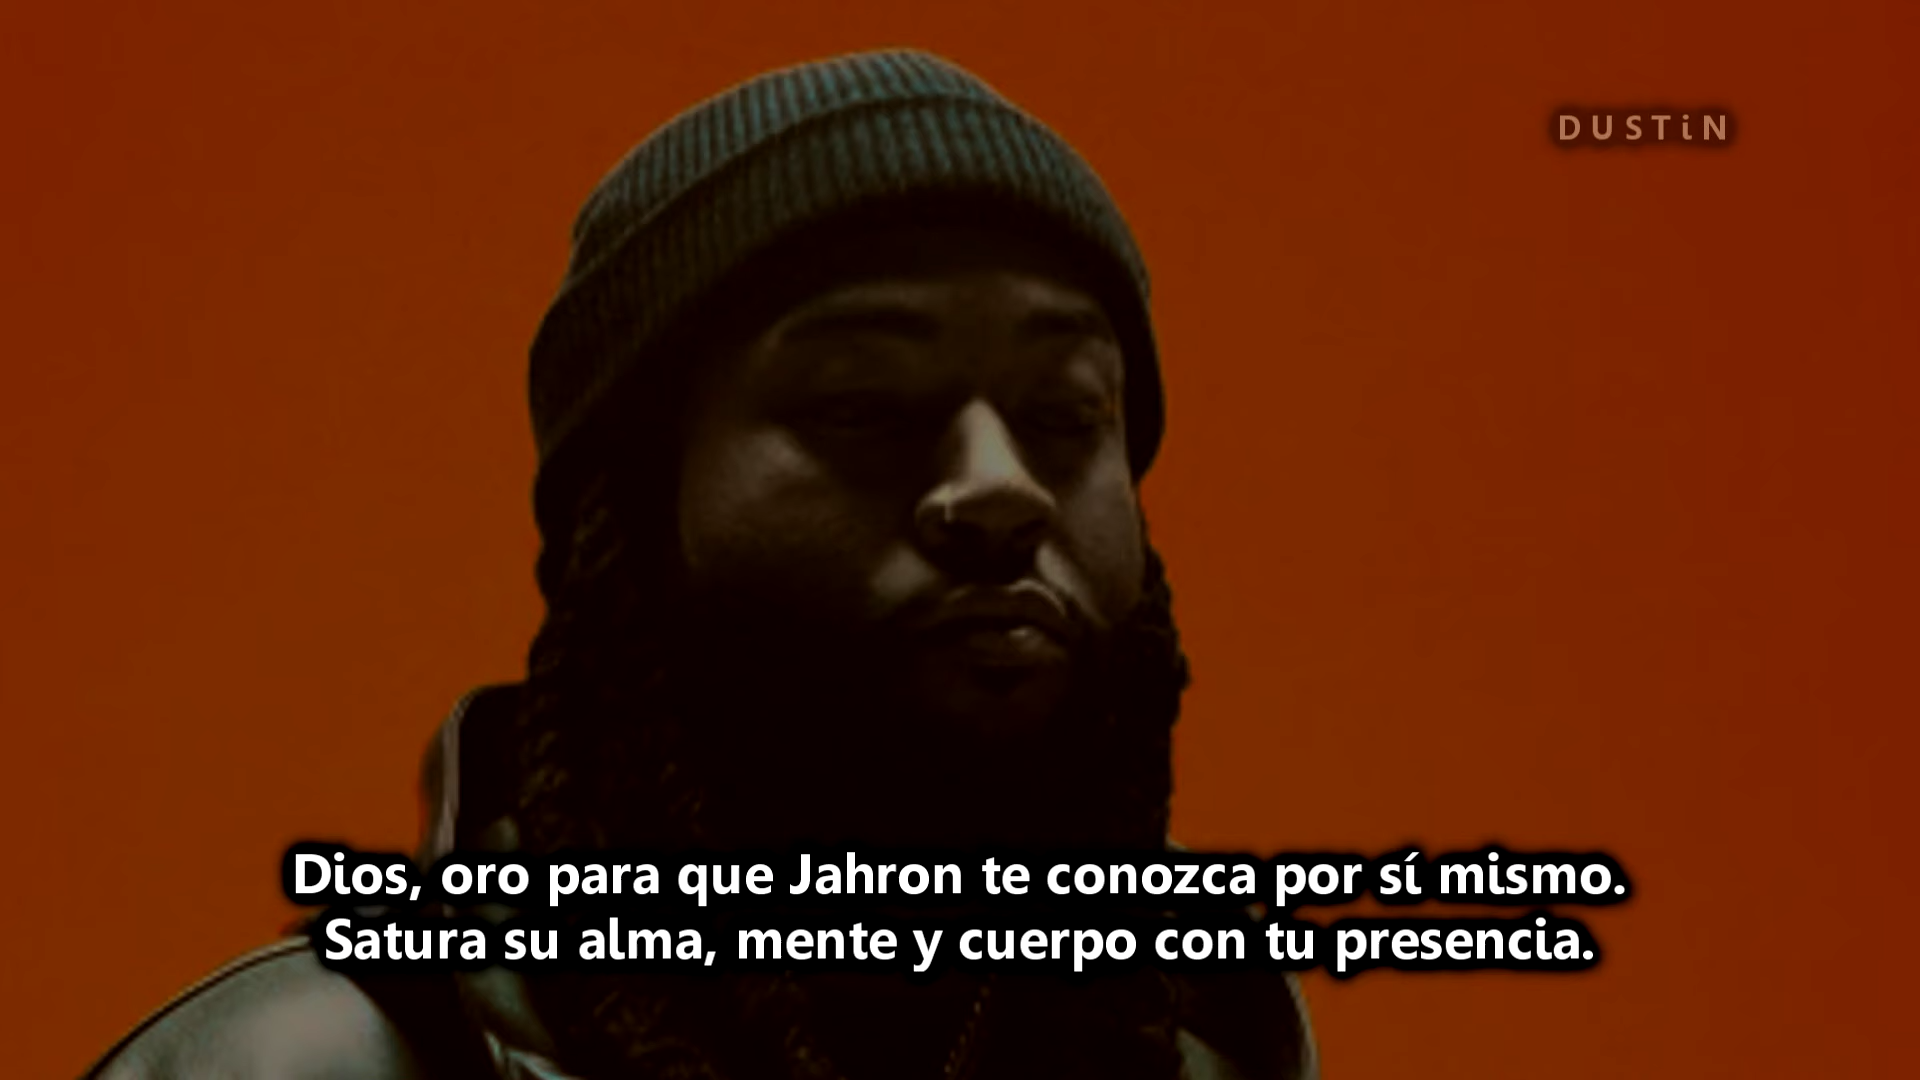 DUSTiN
Dios, oro para que Jahron te conozca por sí mismo.
Satura su alma, mente y cuerpo con tu presencia.